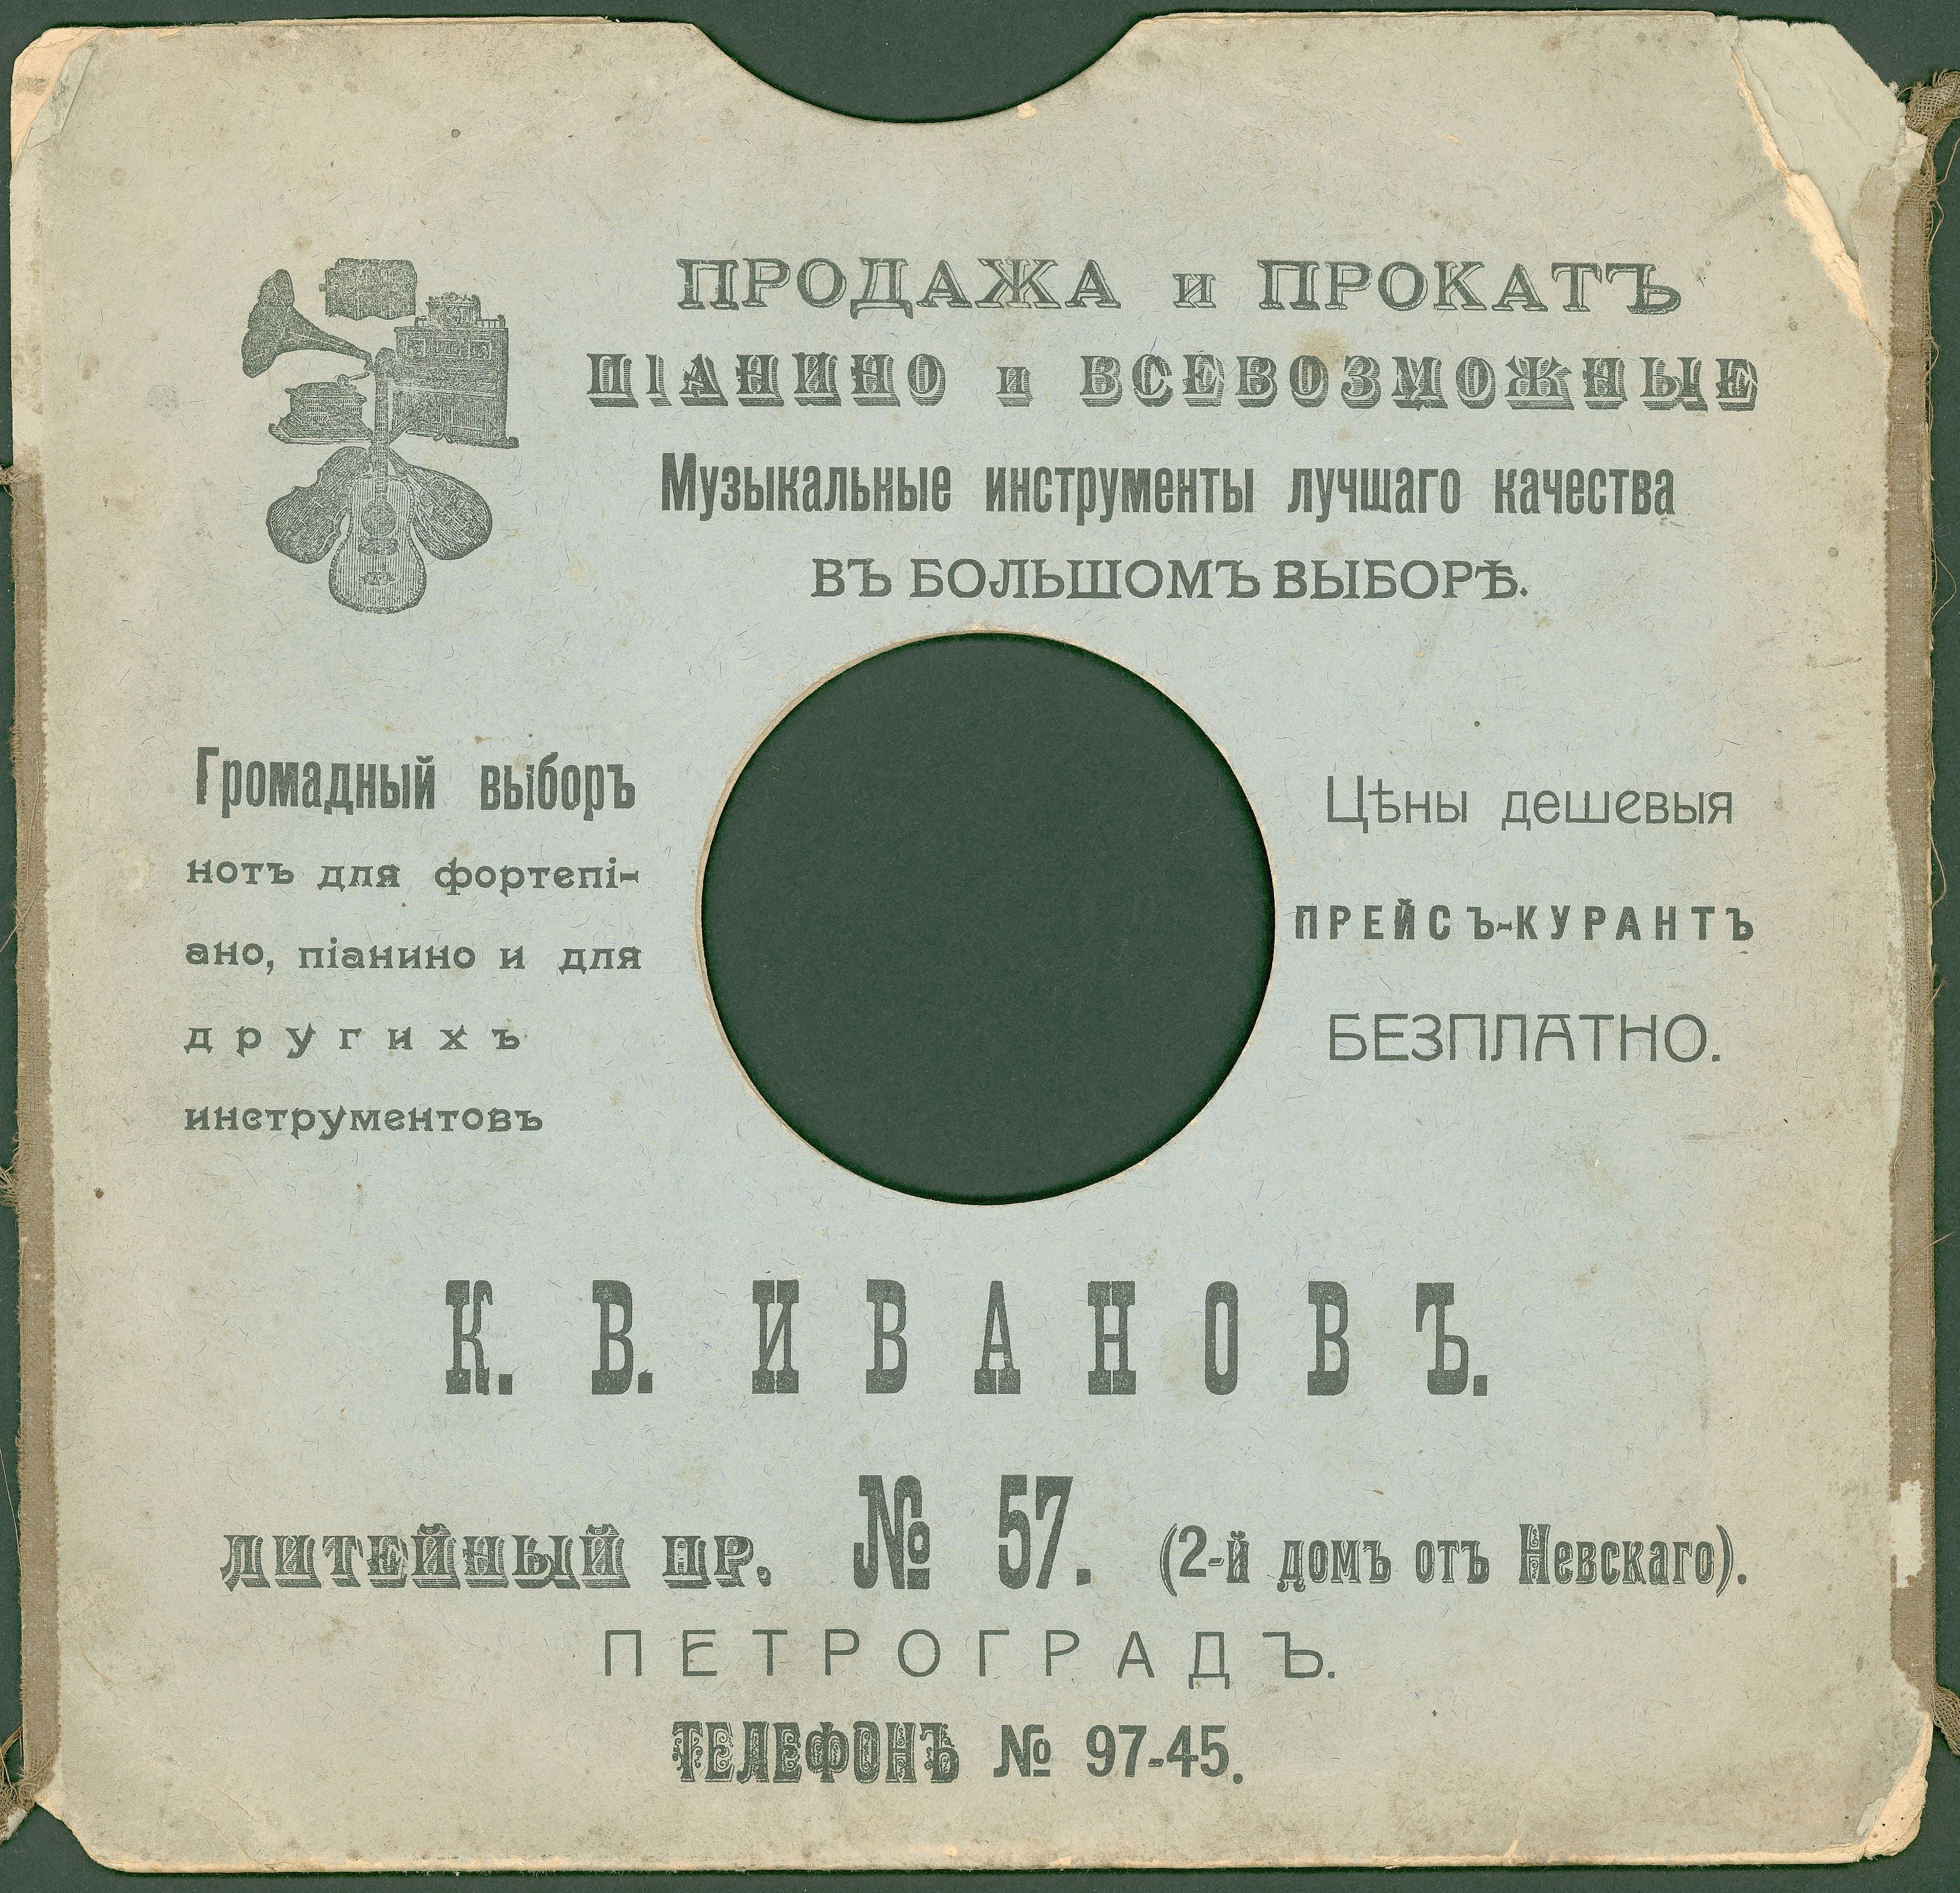 ПРОДАЖА и ПРОКАТЪ
ПІАНИНО и ВСЕВОЗМОЖНЫЕ
Музыкальные инструменты лучшаго качества
ВЪ БОЛЬШОМЪ ВЫБОРѢ.
Громадный выборъ
нотъ для фортепі-
ано, піанино и для
другихъ
инструментовъ
Цѣны дешевыя
ПРЕЙСЪ-КУРАНТЪ
БЕЗПЛАТНО.
К. В. ИВАНОВЪ.
ЛИТЕЙНЫЙ ПР. № 57. (2-й домъ отъ Невскаго).
ПЕТРОГРАДЪ.
ТЕЛЕФОНЪ № 97-45.